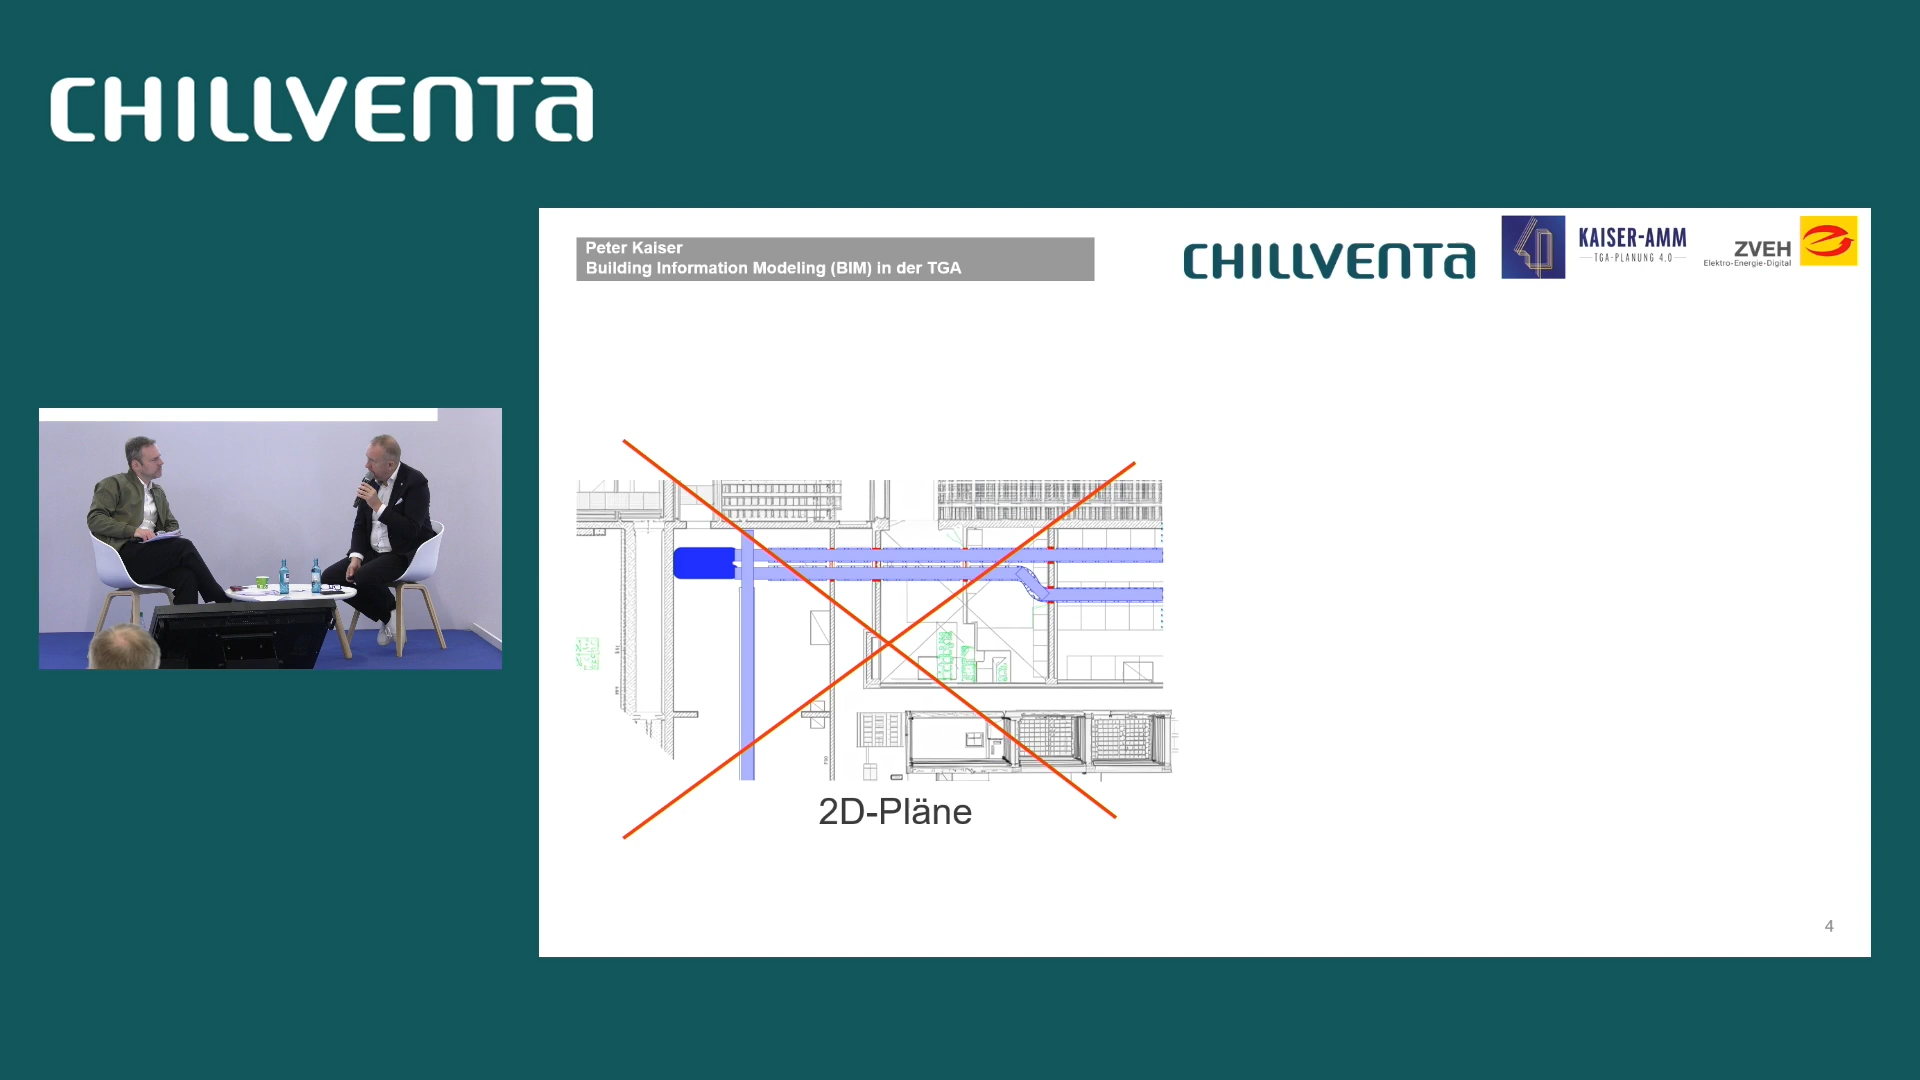 CHILLVENTA
Peter Kaiser
Building Information Modeling (BIM) in der TGA
CHILLVENTA
KAISER-AMM
TGA-PLANUNG 4.0
ZVEH
Elektro-Energie-Digital
2D-Pläne
4